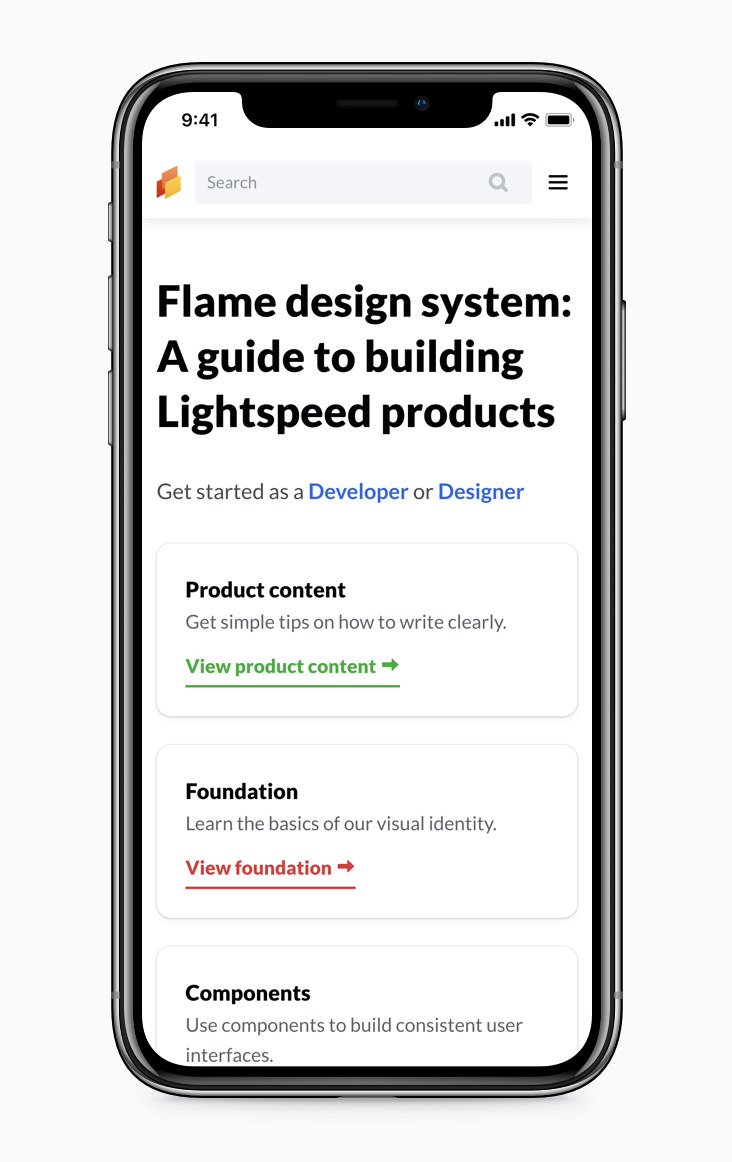 9:41
Search
Flame design system:
A guide to building
Lightspeed products
Get started as a Developer or Designer
Product content
Get simple tips on how to write clearly.
View product content ➡
Foundation
Learn the basics of our visual identity.
View foundation ➡
Components
Use components to build consistent user
interfaces.